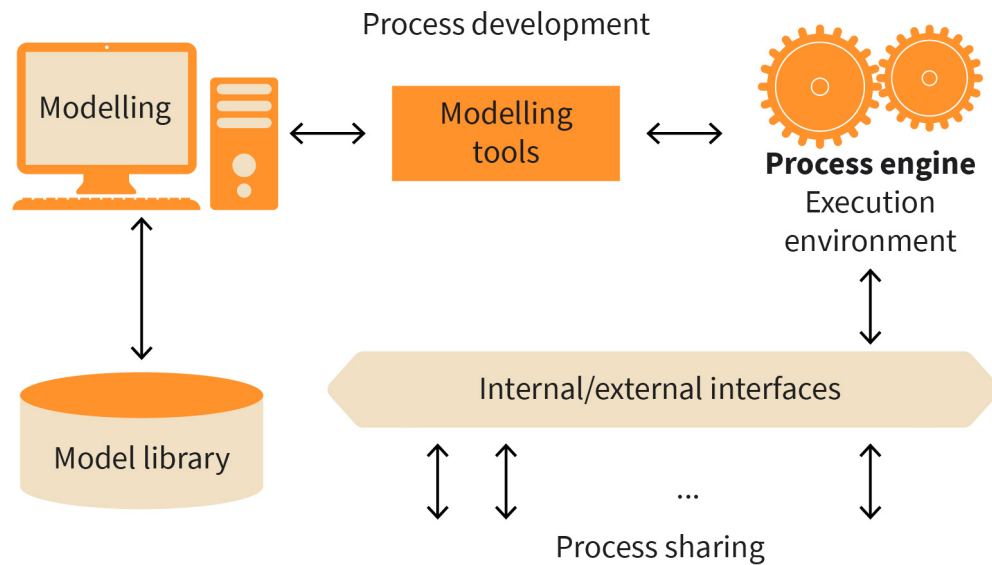 Process development
Modelling
Modelling
tools
Process engine
Execution
environment
Internal/external interfaces
Model library
...
Process sharing